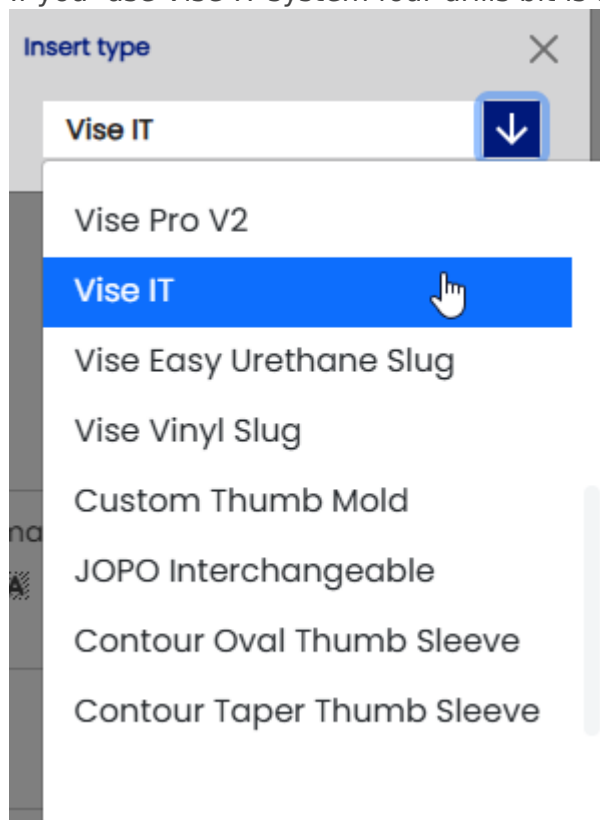 Insert type
Vise IT
Vise Pro V2
Vise IT
Vise Easy Urethane Slug
Vise Vinyl Slug
Custom Thumb Mold
JOPO Interchangeable
Contour Oval Thumb Sleeve
Contour Taper Thumb Sleeve